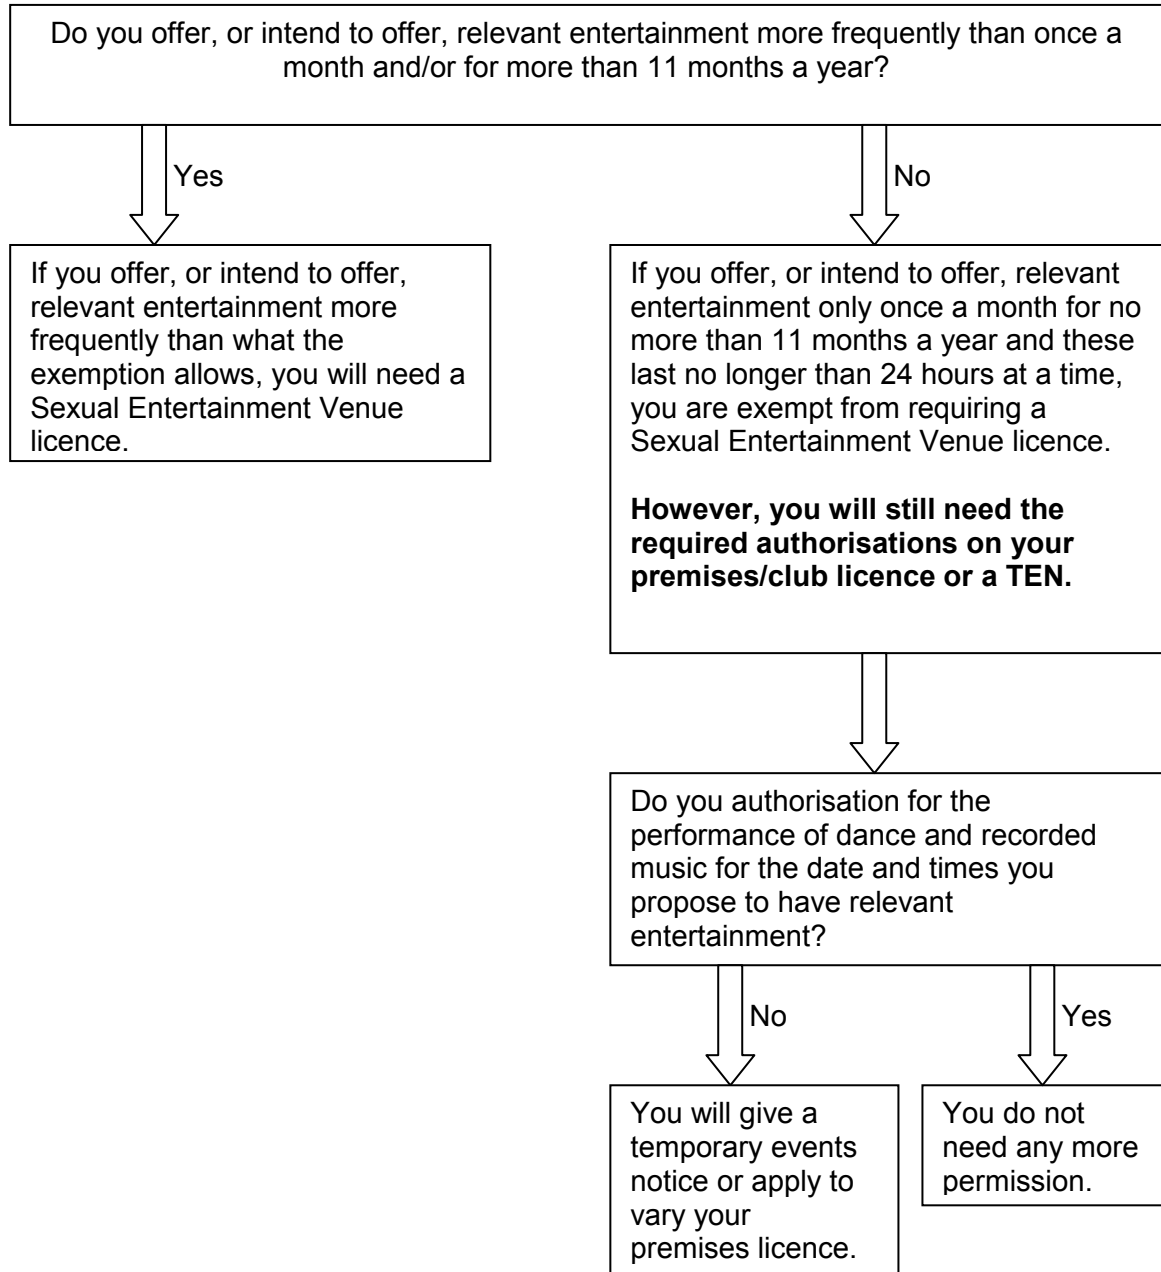 Do you offer, or intend to offer, relevant entertainment more frequently than once a
month and/or for more than 11 months a year?
Yes
No
If you offer, or intend to offer,
relevant entertainment more
frequently than what the
exemption allows, you will need a
Sexual Entertainment Venue
licence.
If you offer, or intend to offer, relevant
entertainment only once a month for no
more than 11 months a year and these
last no longer than 24 hours at a time,
you are exempt from requiring a
Sexual Entertainment Venue licence.
However, you will still need the
required authorisations on your
premises/club licence or a TEN.
Do you authorisation for the
performance of dance and recorded
music for the date and times you
propose to have relevant
entertainment?
No
Yes
You will give a
temporary events
notice or apply to
vary your
premises licence.
You do not
need any more
permission.